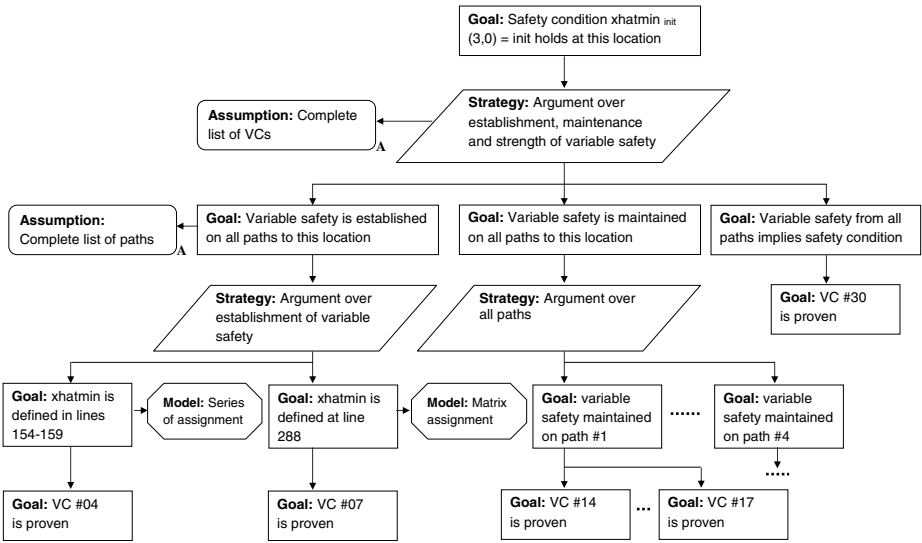 Goal: Safety condition xhatmin init
(3,0) = init holds at this location
Strategy: Argument over
establishment, maintenance
and strength of variable safety
Assumption: Complete
list of VCs
A
Assumption:
Complete list of paths
A
Goal: Variable safety is established
on all paths to this location
Goal: Variable safety is maintained
on all paths to this location
Goal: Variable safety from all
paths implies safety condition
Strategy: Argument over
establishment of variable
safety
Strategy: Argument over
all paths
Goal: VC #30
is proven
Goal: xhatmin is
defined in lines
154-159
Model: Series
of assignment
Goal: xhatmin is
defined at line
288
Model: Matrix
assignment
Goal: variable
safety maintained
on path #1
......
Goal: variable
safety maintained
on path #4
.....
Goal: VC #04
is proven
Goal: VC #07
is proven
Goal: VC #14
is proven
...
Goal: VC #17
is proven